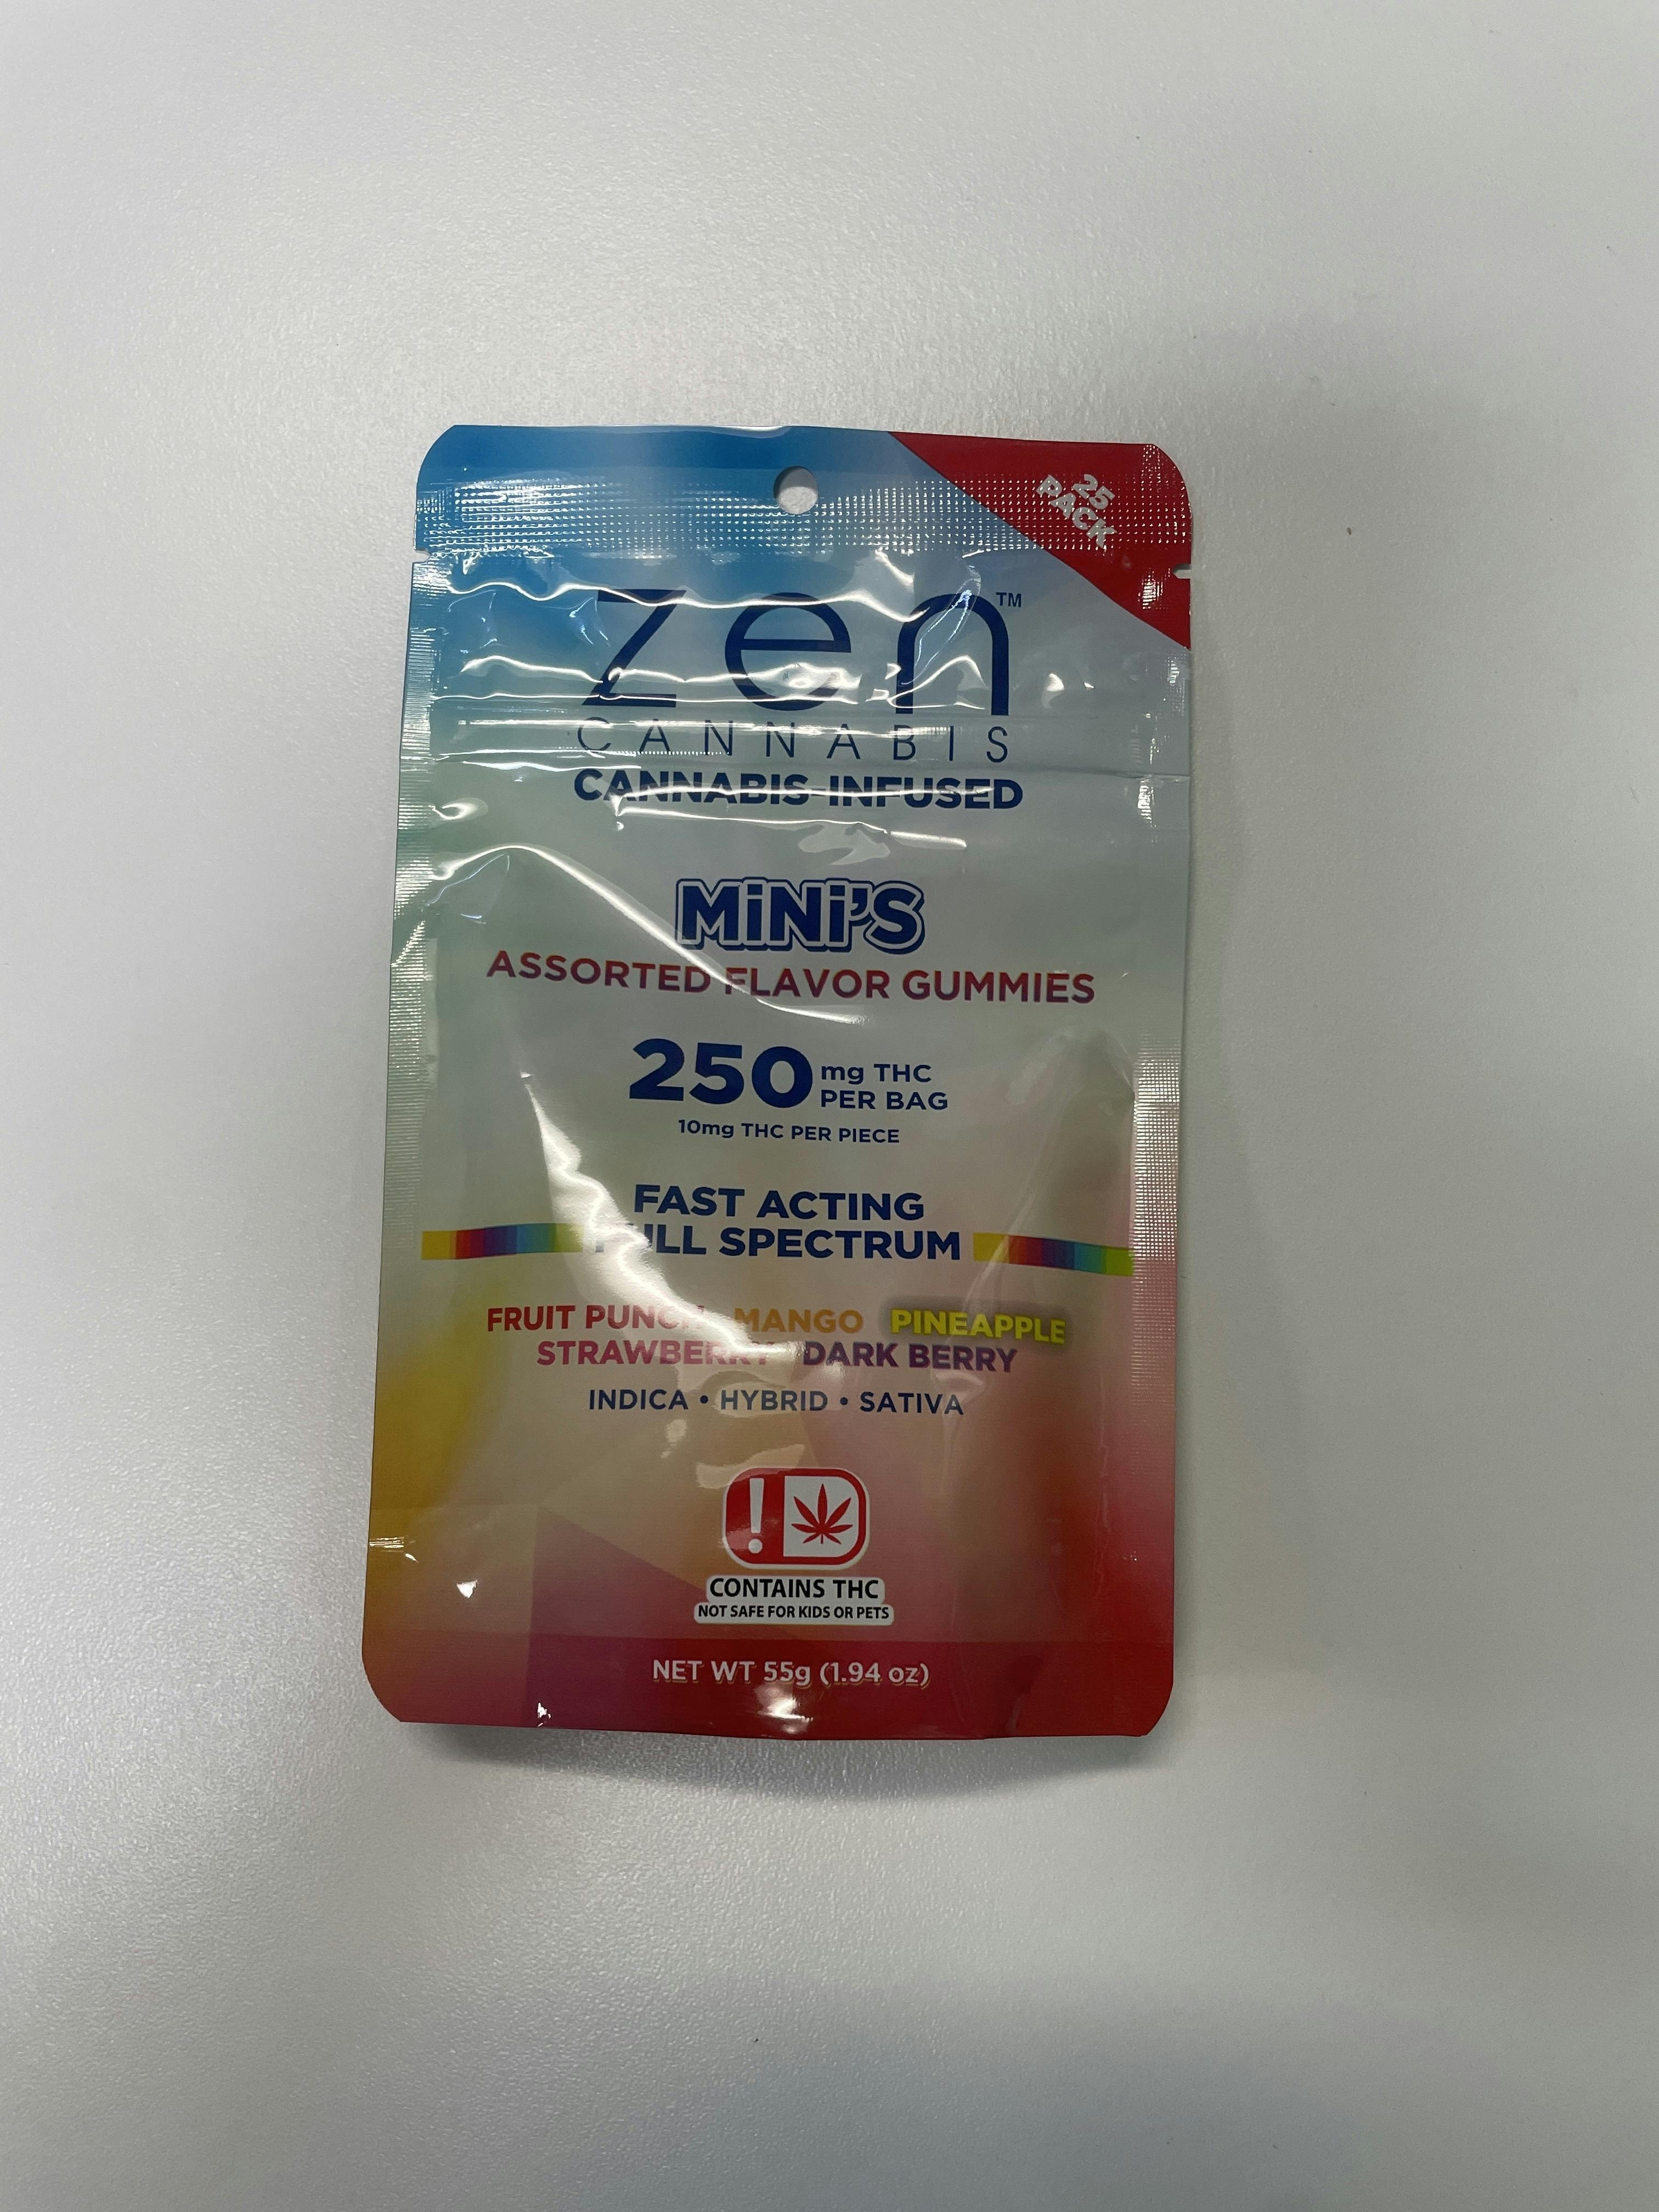 25
PACK
zen™
CANNABIS
CANNABIS-INFUSED
MiNi'S
ASSORTED FLAVOR GUMMIES
250 mg THC
PER BAG
10mg THC PER PIECE
FAST ACTING
FULL SPECTRUM
FRUIT PUNCH MANGO PINEAPPLE
STRAWBERRY DARK BERRY
INDICA • HYBRID • SATIVA
!
CONTAINS THC
NOT SAFE FOR KIDS OR PETS
NET WT 55g (1.94 oz)